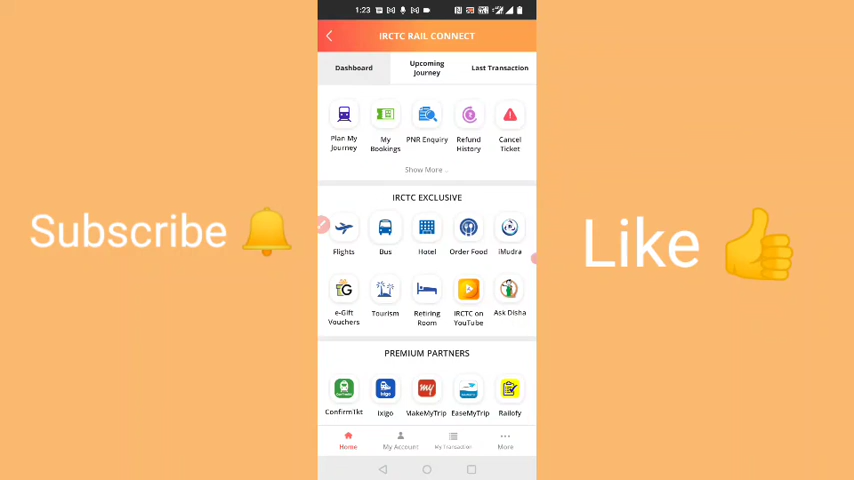 1:23
IRCTC RAIL CONNECT
Dashboard
Upcoming
Journey
Last Transaction
Plan My
Journey
My
Bookings
PNR Enquiry
Refund
History
Cancel
Ticket
Show More ..
IRCTC EXCLUSIVE
Flights
Bus
Hotel
Order Food
iMudra
e-Gift
Vouchers
Tourism
Retiring
Room
IRCTC on
YouTube
Ask Disha
PREMIUM PARTNERS
ConfirmTkt
Ixigo
MakeMyTrip
EaseMyTrip
Railofy
Home
My Account
My Transaction
More
Subscribe
Like